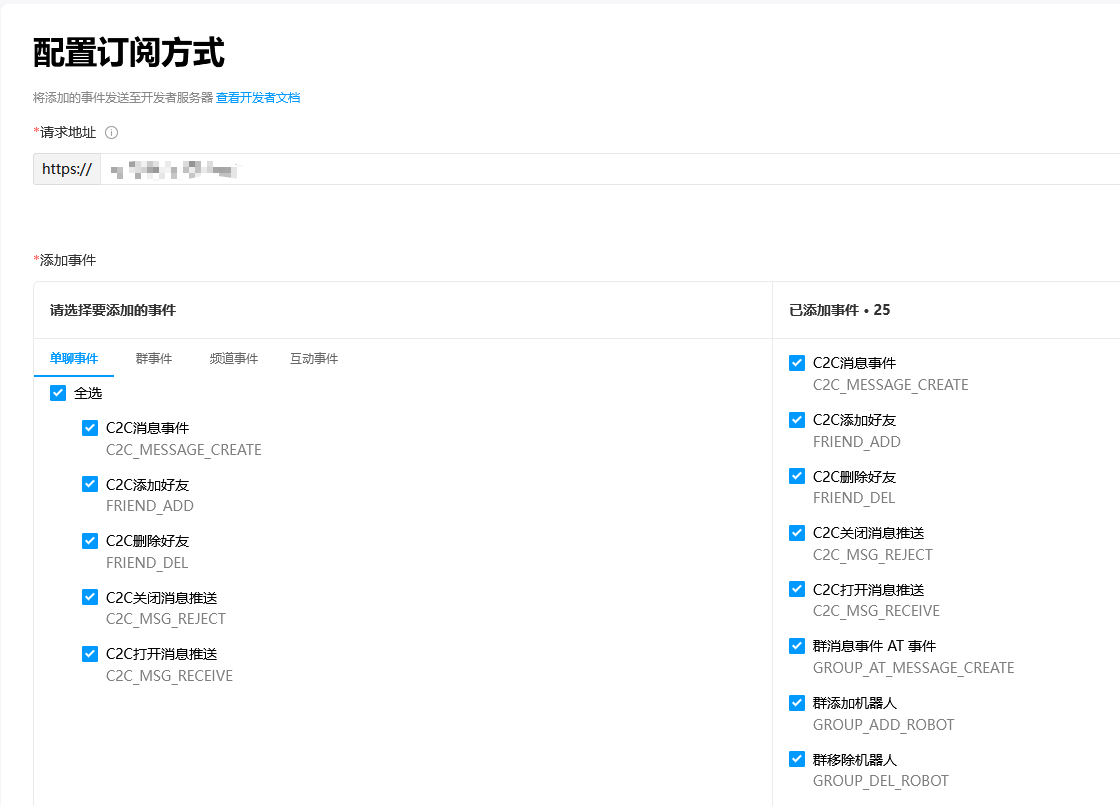 配置订阅方式
将添加的事件发送至开发者服务器 查看开发者文档
*请求地址
https://
*添加事件
请选择要添加的事件
单聊事件 群事件 频道事件 互动事件
全选
C2C消息事件
C2C_MESSAGE_CREATE
C2C添加好友
FRIEND_ADD
C2C删除好友
FRIEND_DEL
C2C关闭消息推送
C2C_MSG_REJECT
C2C打开消息推送
C2C_MSG_RECEIVE
已添加事件 • 25
C2C消息事件
C2C_MESSAGE_CREATE
C2C添加好友
FRIEND_ADD
C2C删除好友
FRIEND_DEL
C2C关闭消息推送
C2C_MSG_REJECT
C2C打开消息推送
C2C_MSG_RECEIVE
群消息事件 AT 事件
GROUP_AT_MESSAGE_CREATE
群添加机器人
GROUP_ADD_ROBOT
群移除机器人
GROUP_DEL_ROBOT